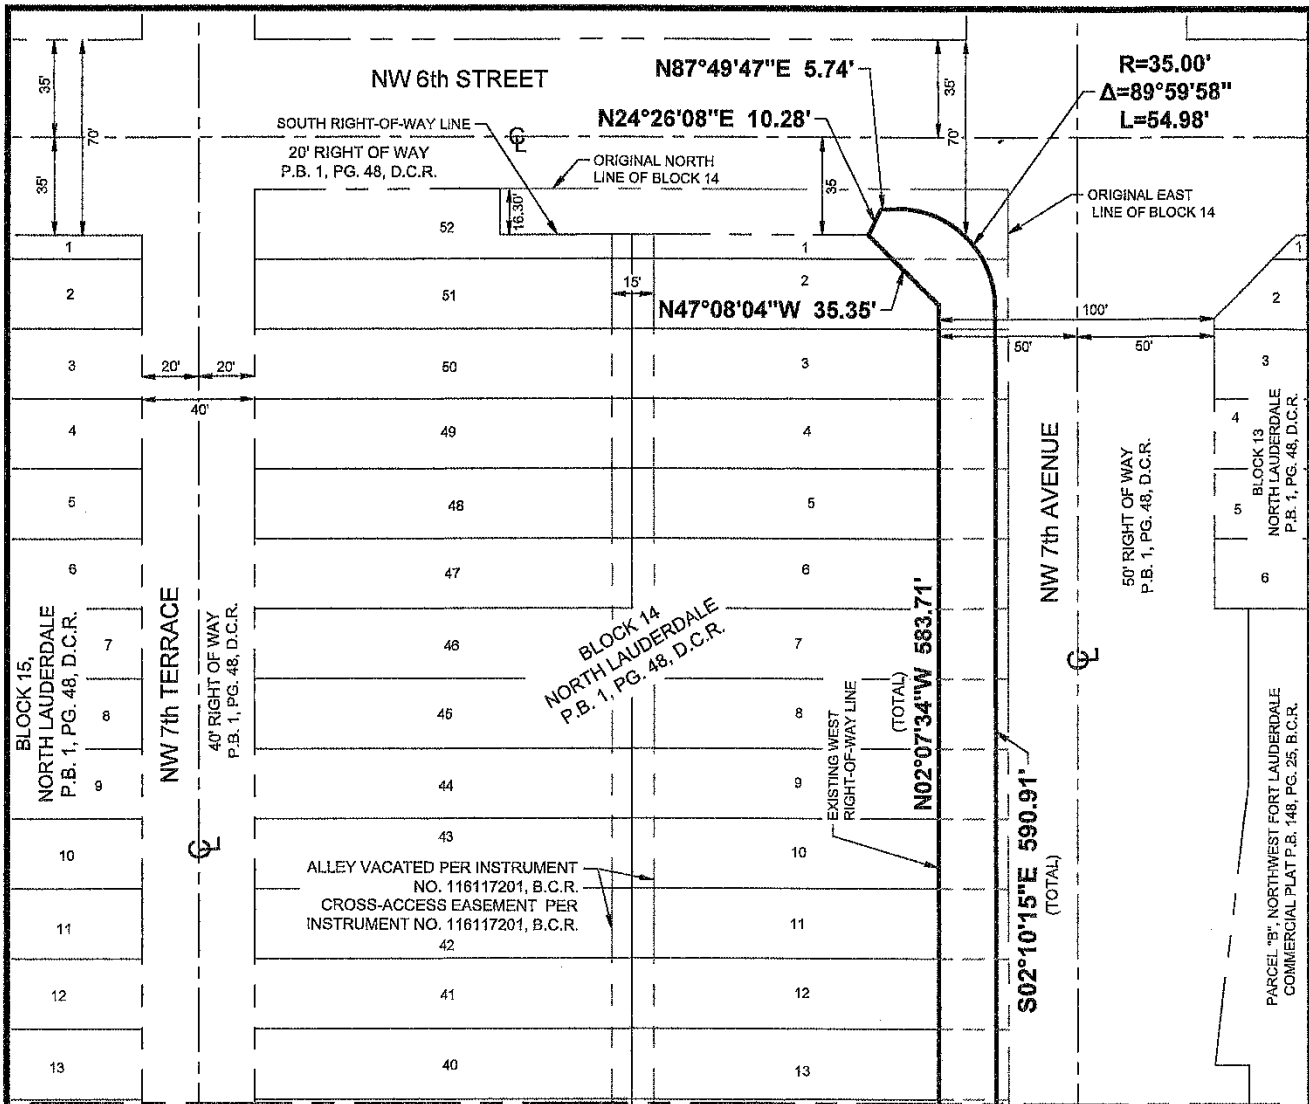 NW 6th STREET
SOUTH RIGHT-OF-WAY LINE
20' RIGHT OF WAY
P.B. 1, PG. 48, D.C.R.
ORIGINAL NORTH
LINE OF BLOCK 14
N87°49'47"E 5.74'
N24°26'08"E 10.28'
R=35.00'
Δ=89°59'58"
L=54.98'
ORIGINAL EAST
LINE OF BLOCK 14
N47°08'04"W 35.35'
35'
35'
70'
35'
70'
35
16.30'
15'
100'
50'
50'
20'
20'
40'
1
2
3
4
5
6
7
8
9
10
11
12
13
BLOCK 15,
NORTH LAUDERDALE
P.B. 1, PG. 48, D.C.R.
NW 7th TERRACE
40' RIGHT OF WAY
P.B. 1, PG. 48, D.C.R.
52
51
50
49
48
47
46
45
44
43
42
41
40
ALLEY VACATED PER INSTRUMENT
NO. 116117201, B.C.R.
CROSS-ACCESS EASEMENT PER
INSTRUMENT NO. 116117201, B.C.R.
BLOCK 14
NORTH LAUDERDALE
P.B. 1, PG. 48, D.C.R.
1
2
3
4
5
6
7
8
9
10
11
12
13
EXISTING WEST
RIGHT-OF-WAY LINE
(TOTAL)
N02°07'34"W 583.71'
S02°10'15"E 590.91'
(TOTAL)
NW 7th AVENUE
50' RIGHT OF WAY
P.B. 1, PG. 48, D.C.R.
1
2
3
4
5
6
BLOCK 13
NORTH LAUDERDALE
P.B. 1, PG. 48, D.C.R.
PARCEL "B", NORTHWEST FORT LAUDERDALE
COMMERCIAL PLAT P.B. 148, PG. 25, B.C.R.
℄
℄
℄